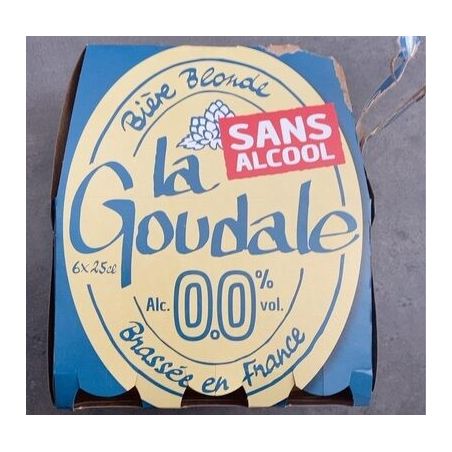 Bière Blonde
SANS
ALCOOL
la
Goudale
6x25cl
Alc. 0.0% vol.
Brassée en France